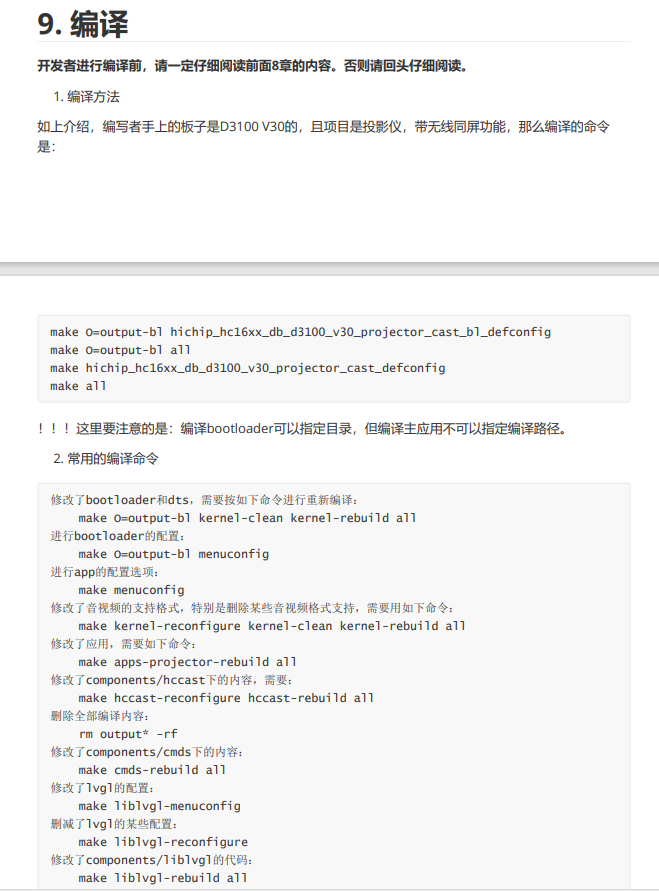 9. 编译
开发者进行编译前，请一定仔细阅读前面8章的内容。否则请回头仔细阅读。
1. 编译方法
如上介绍，编写者手上的板子是D3100 V30的，且项目是投影仪，带无线同屏功能，那么编译的命令
是：
make O=output-bl hichip_hc16xx_db_d3100_v30_projector_cast_bl_defconfig
make O=output-bl all
make hichip_hc16xx_db_d3100_v30_projector_cast_defconfig
make all
！！！这里要注意的是：编译bootloader可以指定目录，但编译主应用不可以指定编译路径。
2. 常用的编译命令
修改了bootloader和dts，需要按如下命令进行重新编译：
make O=output-bl kernel-clean kernel-rebuild all
进行bootloader的配置：
make O=output-bl menuconfig
进行app的配置选项：
make menuconfig
修改了音视频的支持格式，特别是删除某些音视频格式支持，需要用如下命令：
make kernel-reconfigure kernel-clean kernel-rebuild all
修改了应用，需要如下命令：
make apps-projector-rebuild all
修改了components/hccast下的内容，需要：
make hccast-reconfigure hccast-rebuild all
删除全部编译内容：
rm output* -rf
修改了components/cmds下的内容：
make cmds-rebuild all
修改了lvgl的配置：
make liblvgl-menuconfig
删减了lvgl的某些配置：
make liblvgl-reconfigure
修改了components/liblvgl的代码：
make liblvgl-rebuild all